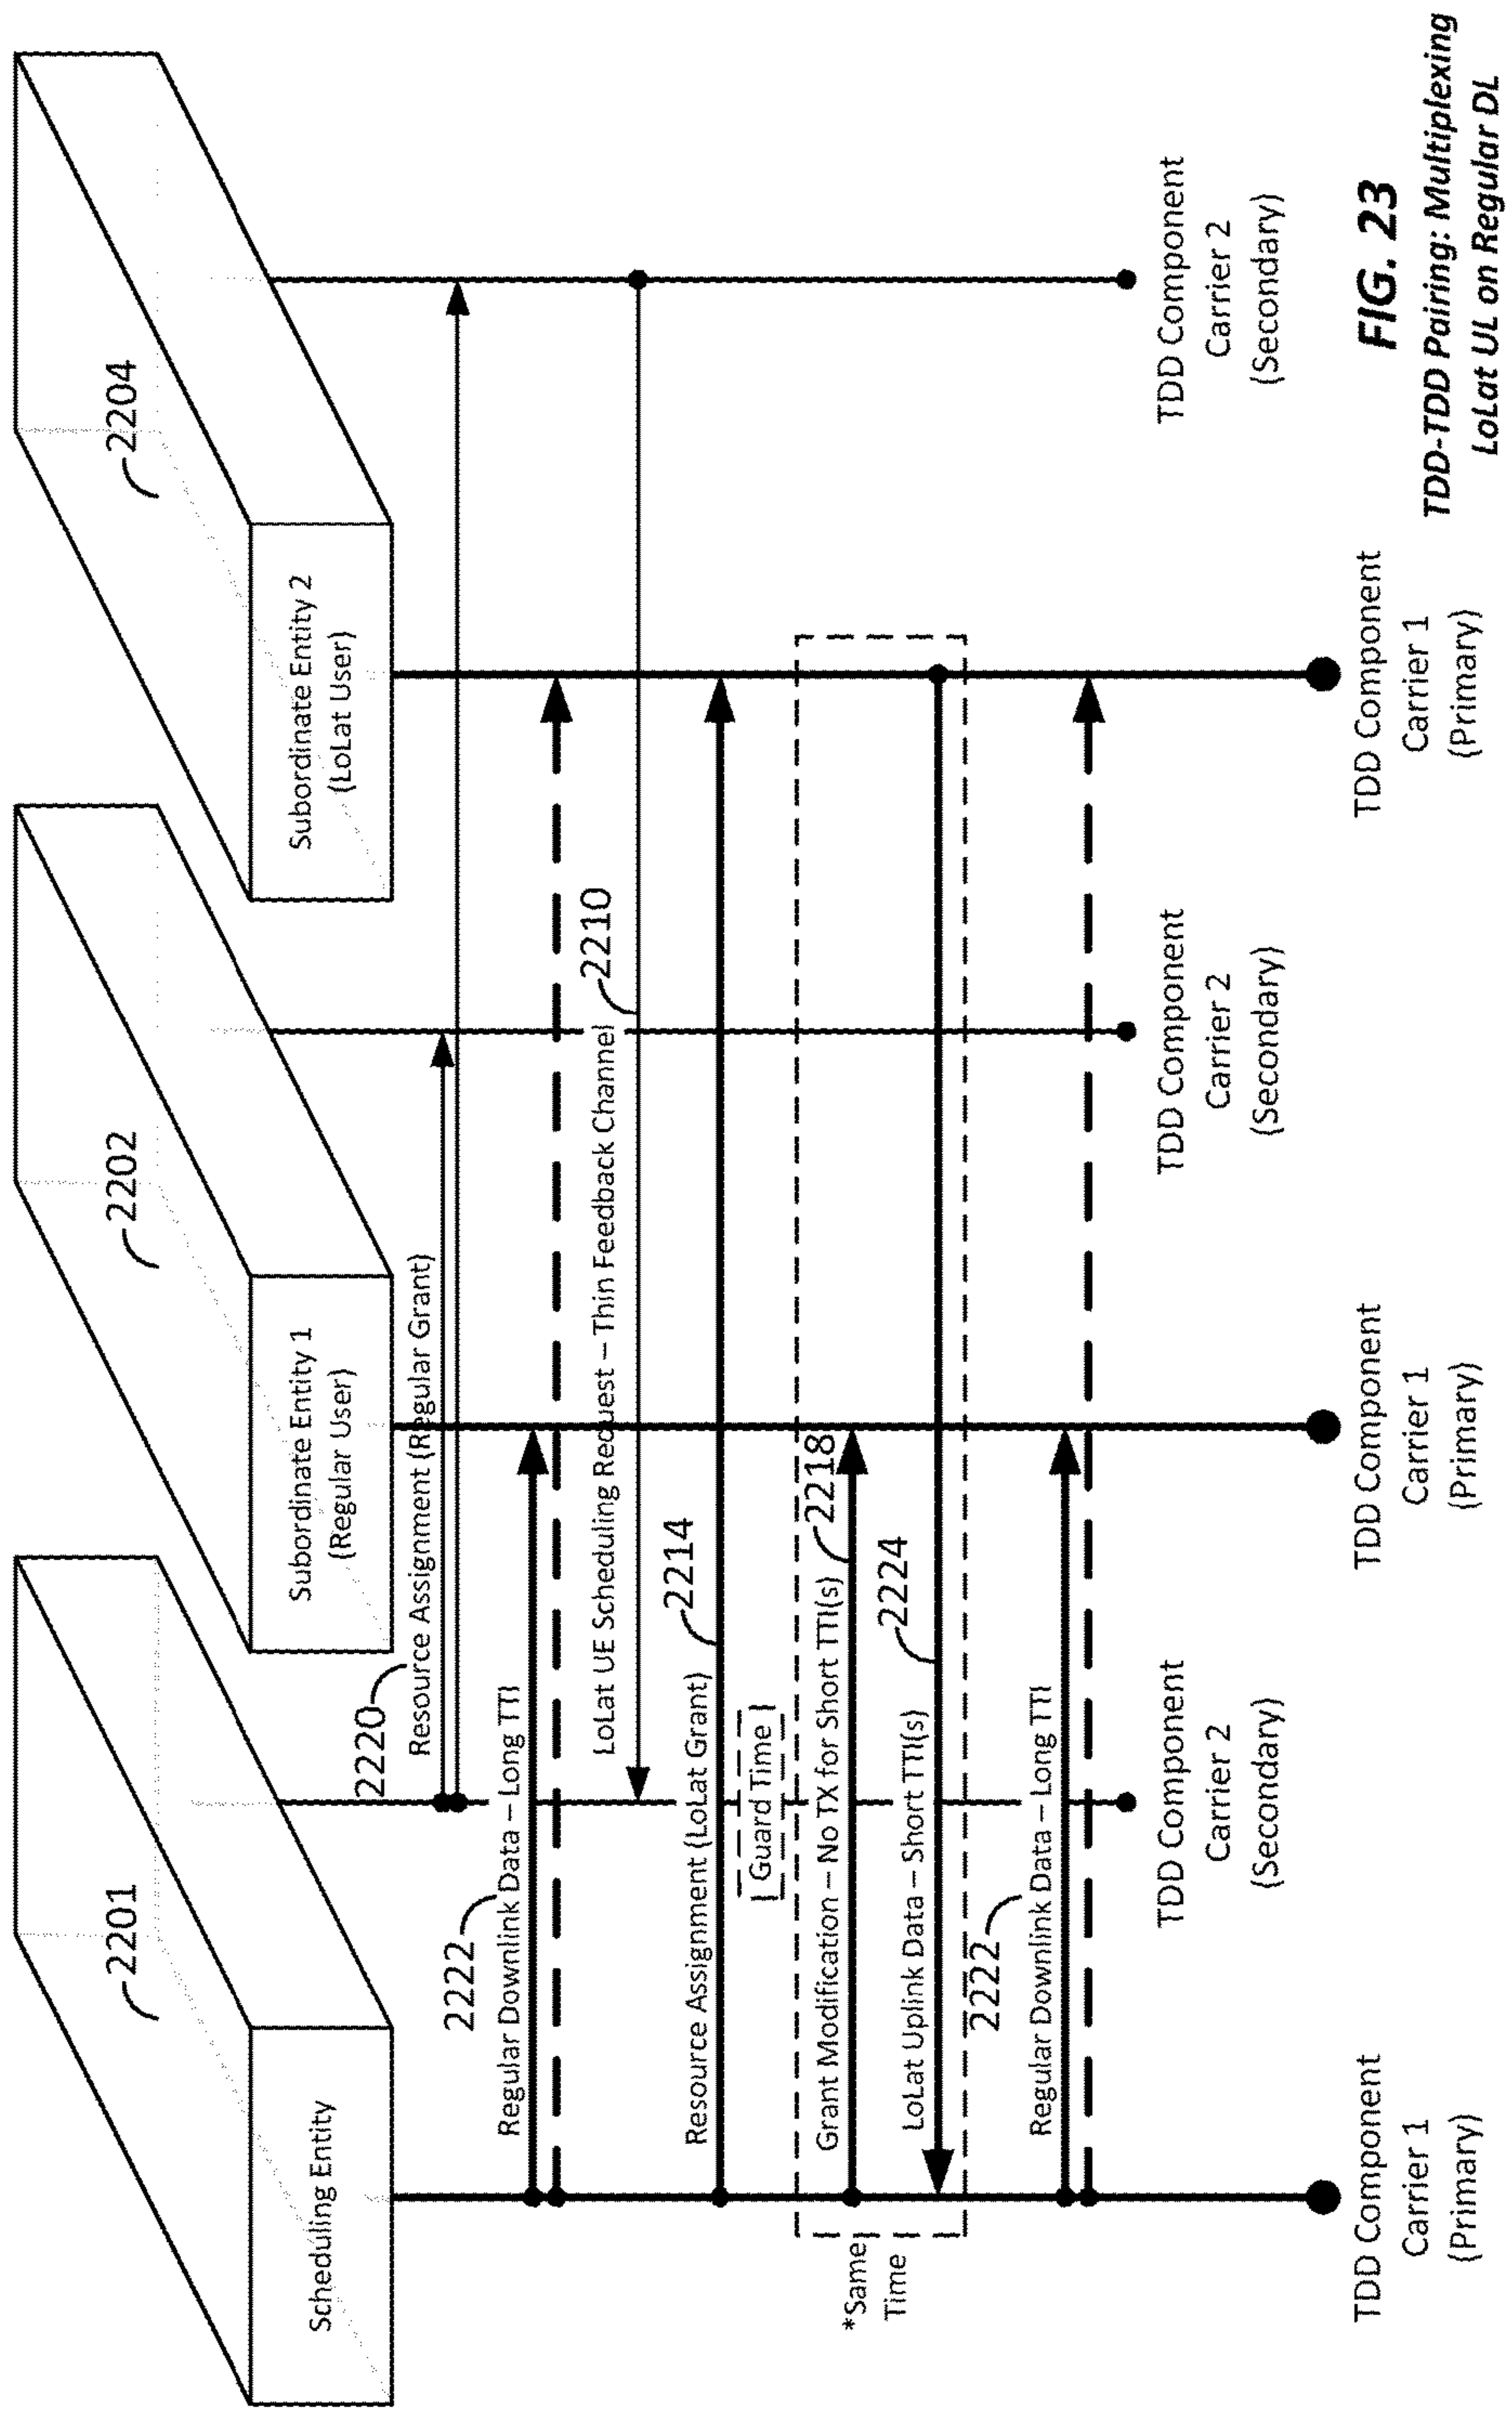 2201
2202
2204
Scheduling Entity
Subordinate Entity 1
(Regular User)
Subordinate Entity 2
(LoLat User)
2220
Resource Assignment (Regular Grant)
2222
Regular Downlink Data – Long TTI
2210
LoLat UE Scheduling Request – Thin Feedback Channel
2214
Resource Assignment (LoLat Grant)
Guard Time
2218
Grant Modification – No TX for Short TTI(s)
*Same
Time
2224
LoLat Uplink Data – Short TTI(s)
2222
Regular Downlink Data – Long TTI
TDD Component
Carrier 2
(Secondary)
TDD Component
Carrier 2
(Secondary)
TDD Component
Carrier 2
(Secondary)
TDD Component
Carrier 1
(Primary)
TDD Component
Carrier 1
(Primary)
TDD Component
Carrier 1
(Primary)
FIG. 23
TDD-TDD Pairing: Multiplexing
LoLat UL on Regular DL